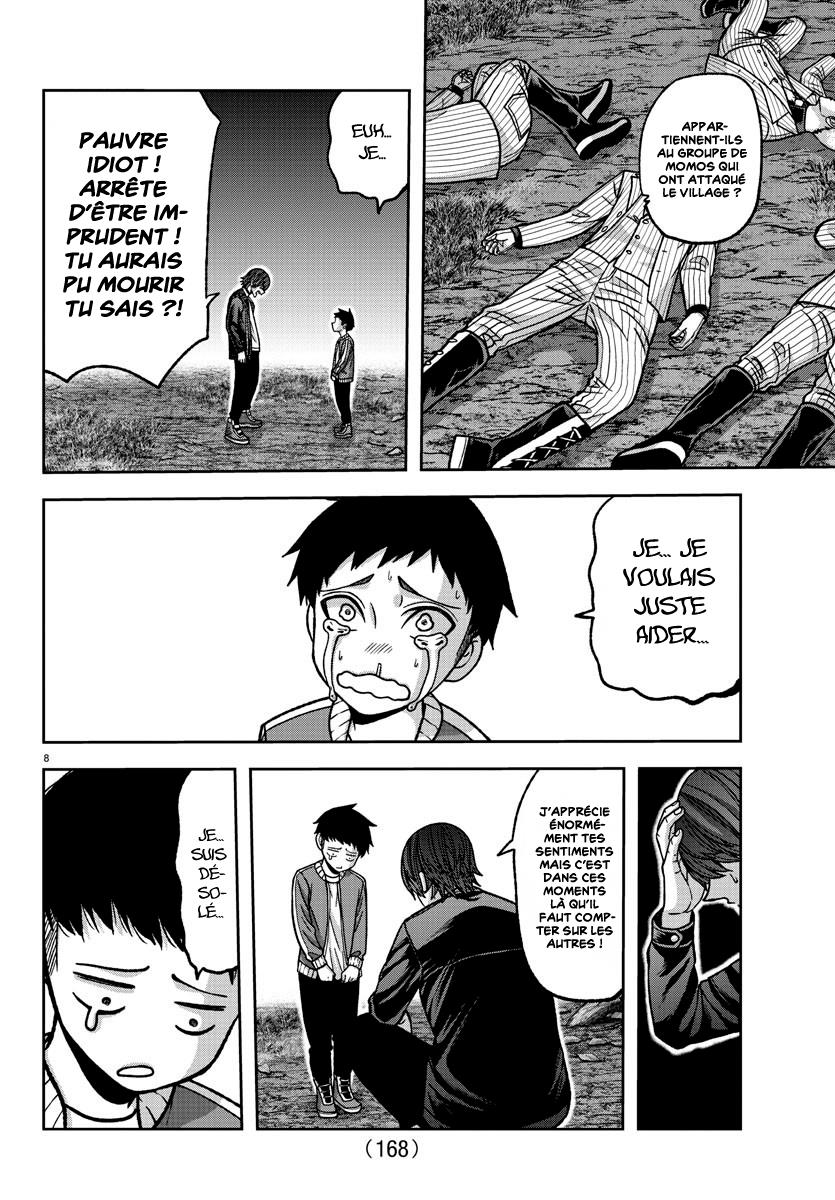 APPAR-
TIENNENT-ILS
AU GROUPE DE
MOMOS QUI
ONT ATTAQUÉ
LE VILLAGE ?
EUH...
JE...
PAUVRE
IDIOT !
ARRÊTE
D'ÊTRE IM-
PRUDENT !
TU AURAIS
PU MOURIR
TU SAIS ?!
JE... JE
VOULAIS
JUSTE
AIDER...
8
J'APPRÉCIE
ÉNORMÉ-
MENT TES
SENTIMENTS
MAIS C'EST
DANS CES
MOMENTS
LÀ QU'IL
FAUT COMP-
TER SUR LES
AUTRES !
JE...
SUIS
DÉ-
SO-
LÉ...
(168)